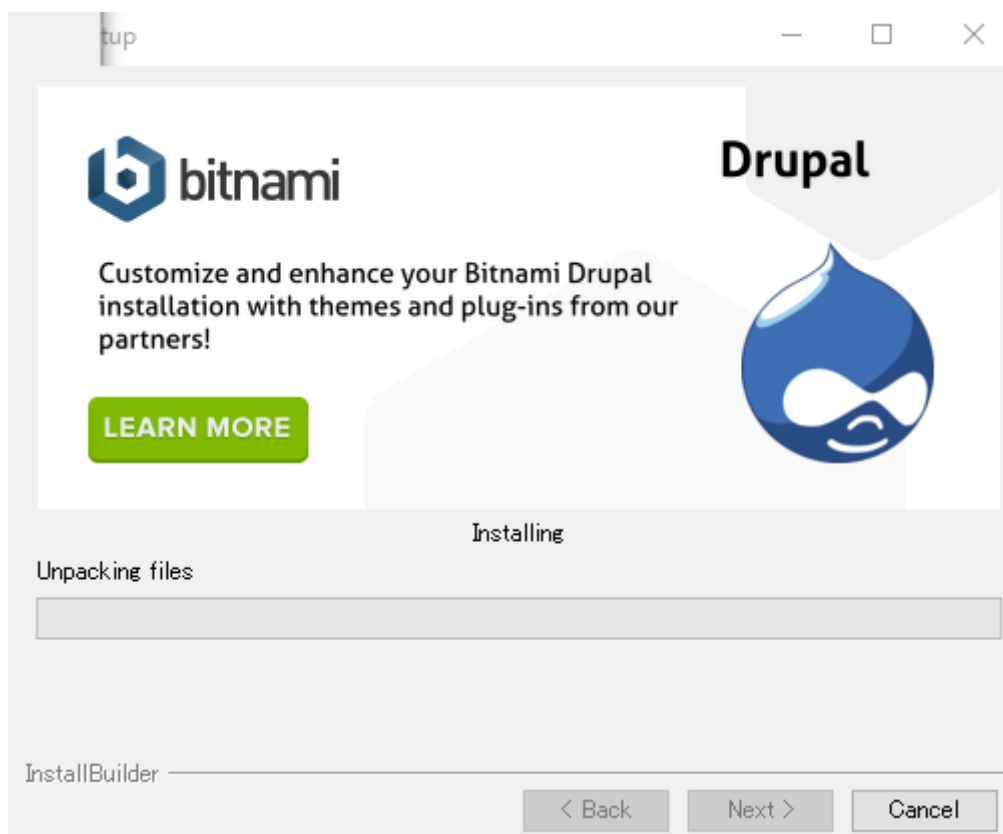 tup
bitnami
Drupal
Customize and enhance your Bitnami Drupal
installation with themes and plug-ins from our
partners!
LEARN MORE
Installing
Unpacking files
InstallBuilder
< Back
Next >
Cancel